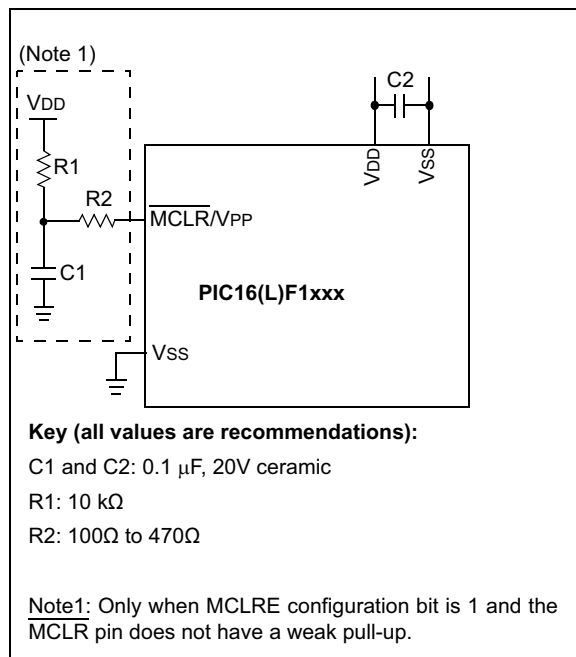 (Note 1)
VDD
R1
R2
C1
C2
VDD
VSS
MCLR/VPP
PIC16(L)F1xxx
VSS
Key (all values are recommendations):
C1 and C2: 0.1 μF, 20V ceramic
R1: 10 kΩ
R2: 100Ω to 470Ω
Note1: Only when MCLRE configuration bit is 1 and the
MCLR pin does not have a weak pull-up.